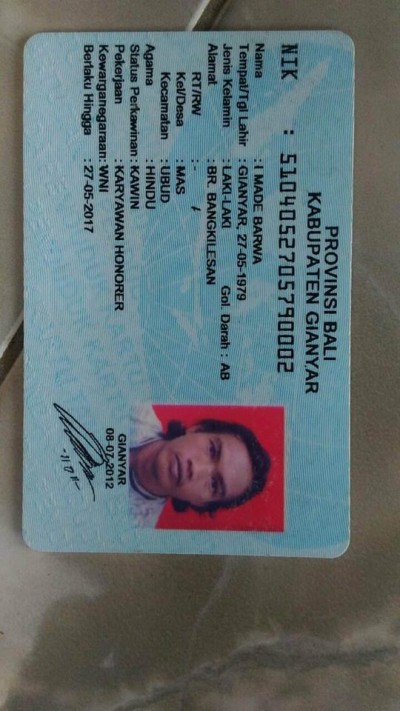 PROVINSI BALI
KABUPATEN GIANYAR
NIK : 5104052705790002
Nama : I MADE BARWA
Tempat/Tgl Lahir : GIANYAR, 27-05-1979
Jenis Kelamin : LAKI-LAKI Gol. Darah : AB
Alamat : BR. BANGKILESAN
RT/RW : - / -
Kel/Desa : MAS
Kecamatan : UBUD
Agama : HINDU
Status Perkawinan : KAWIN
Pekerjaan : KARYAWAN HONORER
Kewarganegaraan: WNI
Berlaku Hingga : 27-05-2017
GIANYAR
08-07-2012